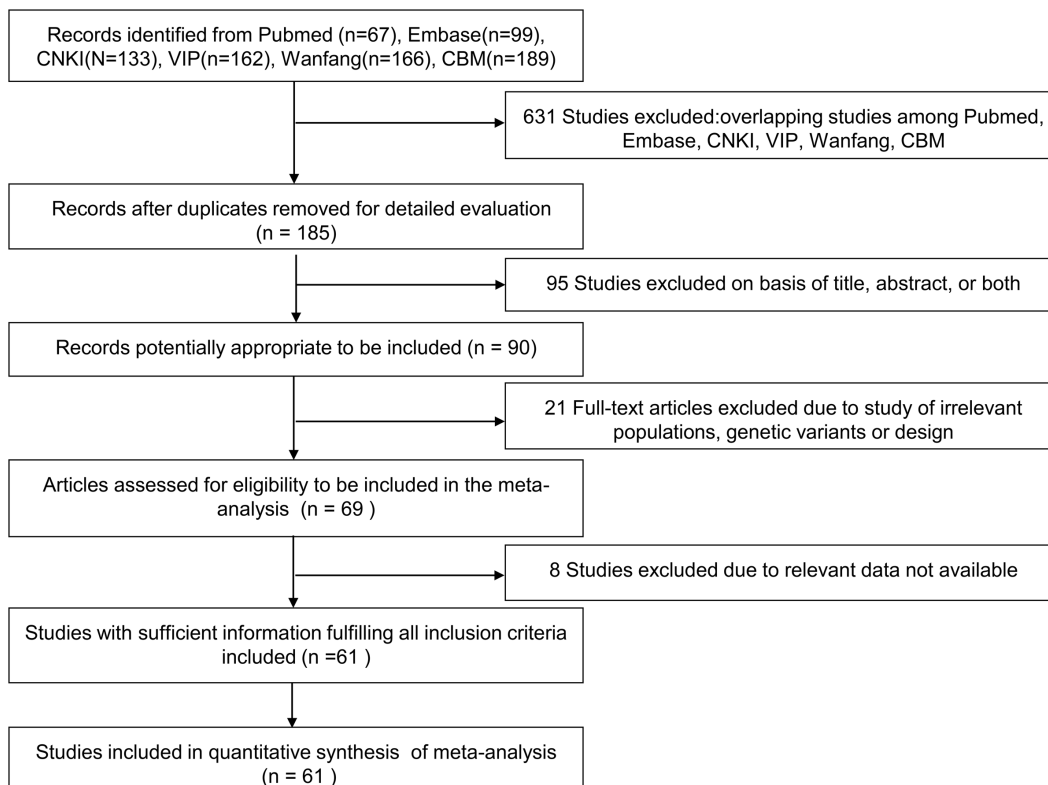 Records identified from Pubmed (n=67), Embase(n=99),
CNKI(N=133), VIP(n=162), Wanfang(n=166), CBM(n=189)
631 Studies excluded:overlapping studies among Pubmed,
Embase, CNKI, VIP, Wanfang, CBM
Records after duplicates removed for detailed evaluation
(n = 185)
95 Studies excluded on basis of title, abstract, or both
Records potentially appropriate to be included (n = 90)
21 Full-text articles excluded due to study of irrelevant
populations, genetic variants or design
Articles assessed for eligibility to be included in the meta-
analysis (n = 69 )
8 Studies excluded due to relevant data not available
Studies with sufficient information fulfilling all inclusion criteria
included (n =61 )
Studies included in quantitative synthesis of meta-analysis
(n = 61 )